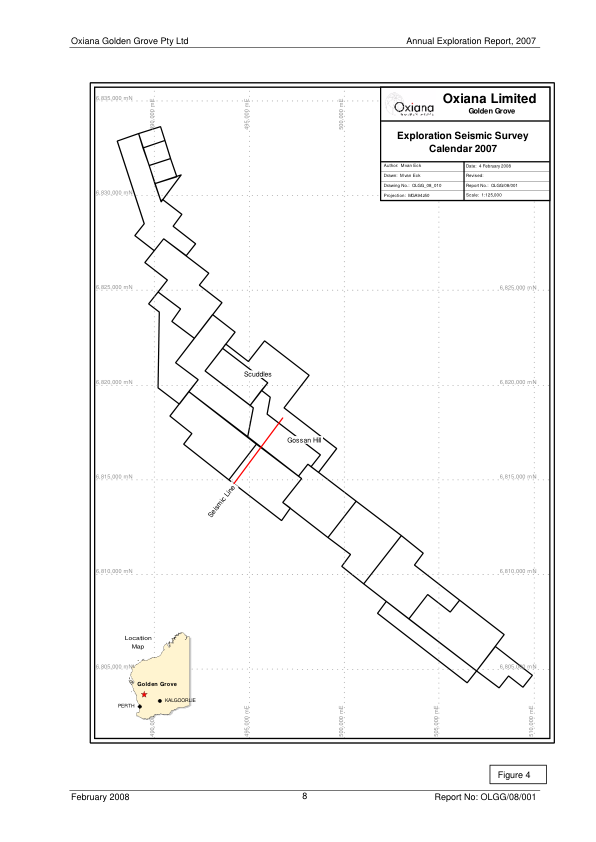 Oxiana Golden Grove Pty Ltd Annual Exploration Report, 2007
Oxiana Limited
Oxiana
Golden Grove
Exploration Seismic Survey
Calendar 2007
Date: 4 February 2008
Revised:
Drawing No.: OLGG_08_010 Report No.: OLGG/08/001
Projection: MGA94z50 Scale: 1:125,000
6,835,000 mN 490,000 mE 495,000 mE 500,000 mE
6,830,000 mN
6,825,000 mN 6,825,000 mN
Scuddles
6,820,000 mN 6,820,000 mN
Gossan Hill
6,815,000 mN 6,815,000 mN
Seismic Line
6,810,000 mN 6,810,000 mN
Location
Map
6,805,000 mN 6,805,000 mN
Golden Grove
KALGOORLIE
PERTH
490,000 mE 495,000 mE 500,000 mE 505,000 mE 510,000 mE
Figure 4
February 2008 8 Report No: OLGG/08/001